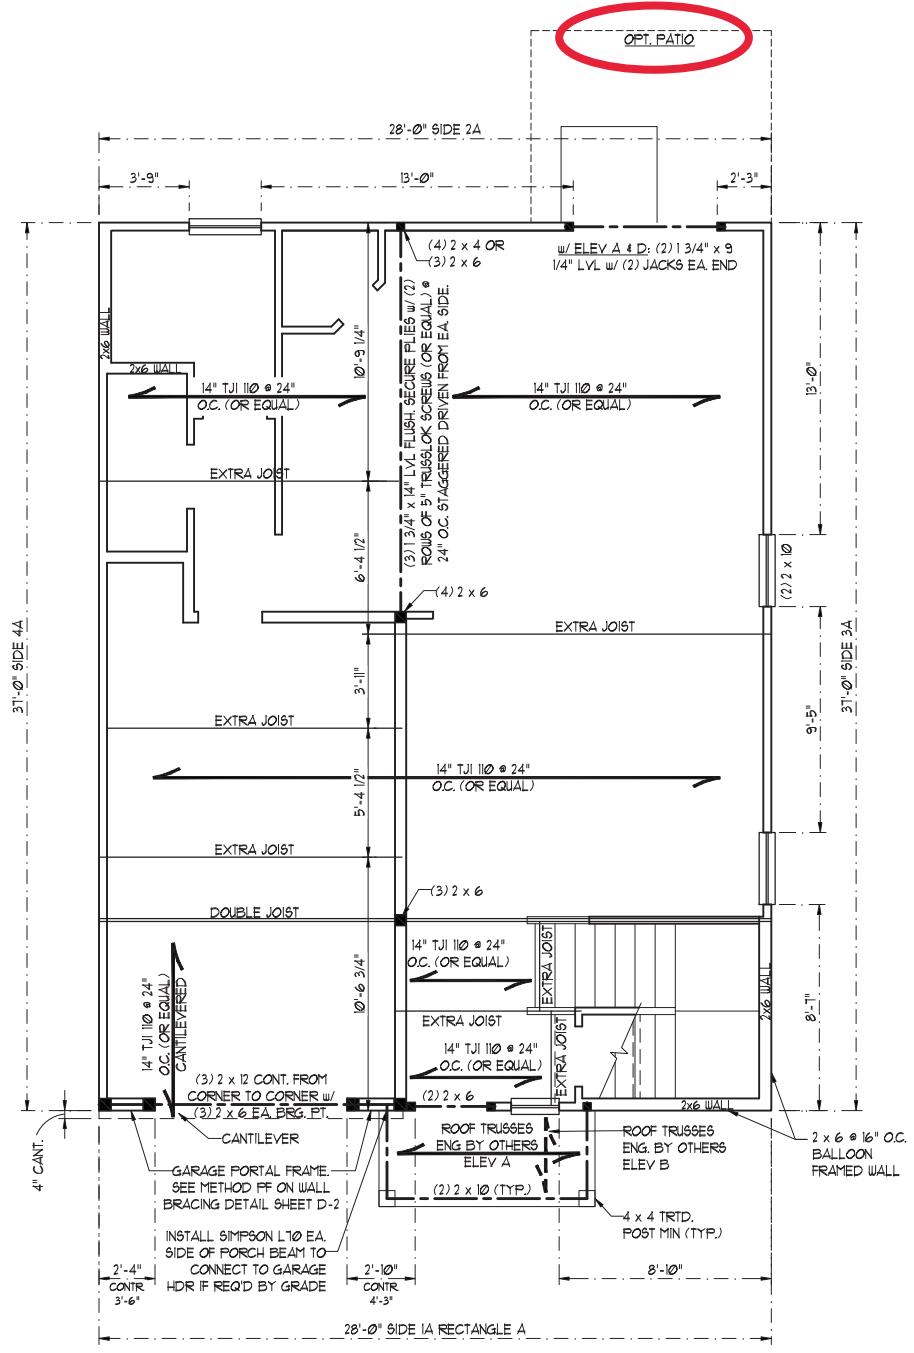 OPT. PATIO
28'-0" SIDE 2A
3'-9"
13'-0"
2'-3"
(4) 2 x 4 OR
(3) 2 x 6
w/ ELEV A & D: (2) 1 3/4" x 9
1/4" LVL w/ (2) JACKS EA. END
2x6 WALL
2x6 WALL
10'-9 1/4"
(3) 1 3/4" x 14" LVL FLUSH. SECURE PLIES w/ (2)
ROWS OF 5" TRUSSLOK SCREWS (OR EQUAL) @
24" O.C. STAGGERED DRIVEN FROM EA. SIDE.
14" TJI 110 @ 24"
O.C. (OR EQUAL)
14" TJI 110 @ 24"
O.C. (OR EQUAL)
13'-0"
EXTRA JOIST
6'-4 1/2"
(2) 2 x 10
(4) 2 x 6
EXTRA JOIST
37'-0" SIDE 4A
37'-0" SIDE 3A
3'-11"
EXTRA JOIST
9'-5"
14" TJI 110 @ 24"
O.C. (OR EQUAL)
5'-4 1/2"
EXTRA JOIST
(3) 2 x 6
DOUBLE JOIST
14" TJI 110 @ 24"
O.C. (OR EQUAL)
EXTRA JOIST
10'-6 3/4"
2x6 WALL
8'-7"
14" TJI 110 @ 24"
O.C. (OR EQUAL)
CANTILEVERED
EXTRA JOIST
14" TJI 110 @ 24"
O.C. (OR EQUAL)
EXTRA JOIST
(3) 2 x 12 CONT. FROM
CORNER TO CORNER w/
(3) 2 x 6 EA. BRG. PT.
(2) 2 x 6
2x6 WALL
CANTILEVER
4" CANT.
ROOF TRUSSES
ENG BY OTHERS
ELEV A
ROOF TRUSSES
ENG. BY OTHERS
ELEV B
2 x 6 @ 16" O.C.
BALLOON
FRAMED WALL
GARAGE PORTAL FRAME.
SEE METHOD PF ON WALL
BRACING DETAIL SHEET D-2
(2) 2 x 10 (TYP.)
4 x 4 TRTD.
POST MIN (TYP.)
INSTALL SIMPSON L70 EA.
SIDE OF PORCH BEAM TO
CONNECT TO GARAGE
HDR IF REQ'D BY GRADE
2'-4"
CONTR
3'-6"
2'-10"
CONTR
4'-3"
8'-10"
28'-0" SIDE 1A RECTANGLE A